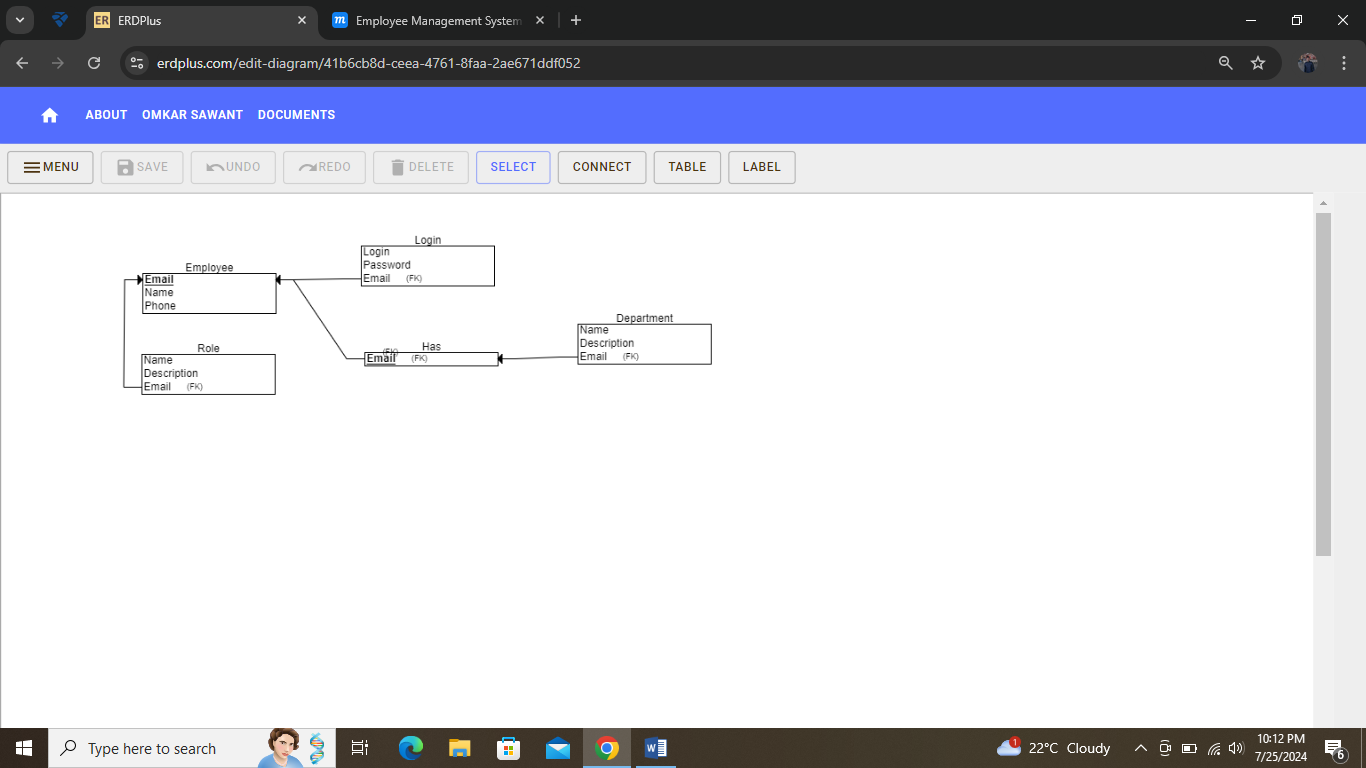 ERDPlus
Employee Management System
erdplus.com/edit-diagram/41b6cb8d-ceea-4761-8faa-2ae671ddf052
ABOUT OMKAR SAWANT DOCUMENTS
MENU SAVE UNDO REDO DELETE SELECT CONNECT TABLE LABEL
Login
Login
Password
Email (FK)
Employee
Email
Name
Phone
Department
Name
Description
Email (FK)
Has
(FK)
Email (FK)
Role
Name
Description
Email (FK)
Type here to search
1
22°C Cloudy
10:12 PM
7/25/2024
6